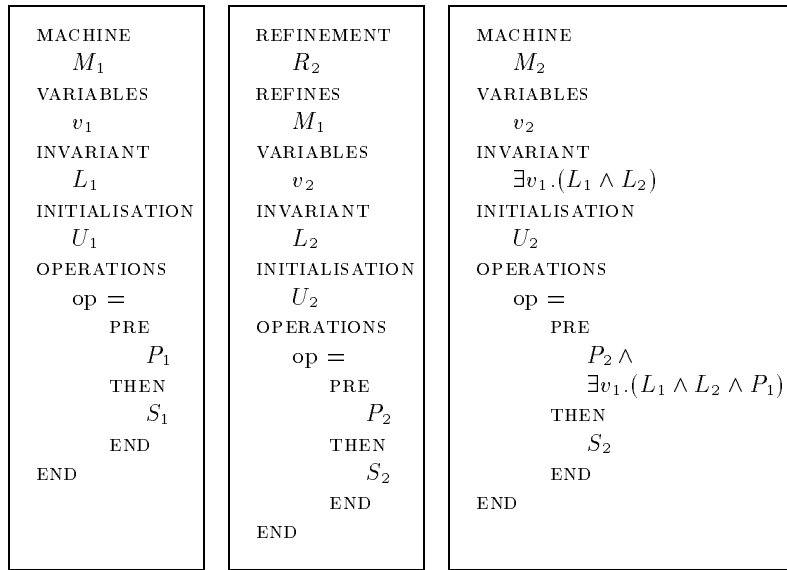 MACHINE
M₁
VARIABLES
v₁
INVARIANT
L₁
INITIALISATION
U₁
OPERATIONS
op =
PRE
P₁
THEN
S₁
END
END
REFINEMENT
R₂
REFINES
M₁
VARIABLES
v₂
INVARIANT
L₂
INITIALISATION
U₂
OPERATIONS
op =
PRE
P₂
THEN
S₂
END
END
MACHINE
M₂
VARIABLES
v₂
INVARIANT
∃v₁.(L₁ ∧ L₂)
INITIALISATION
U₂
OPERATIONS
op =
PRE
P₂ ∧
∃v₁.(L₁ ∧ L₂ ∧ P₁)
THEN
S₂
END
END